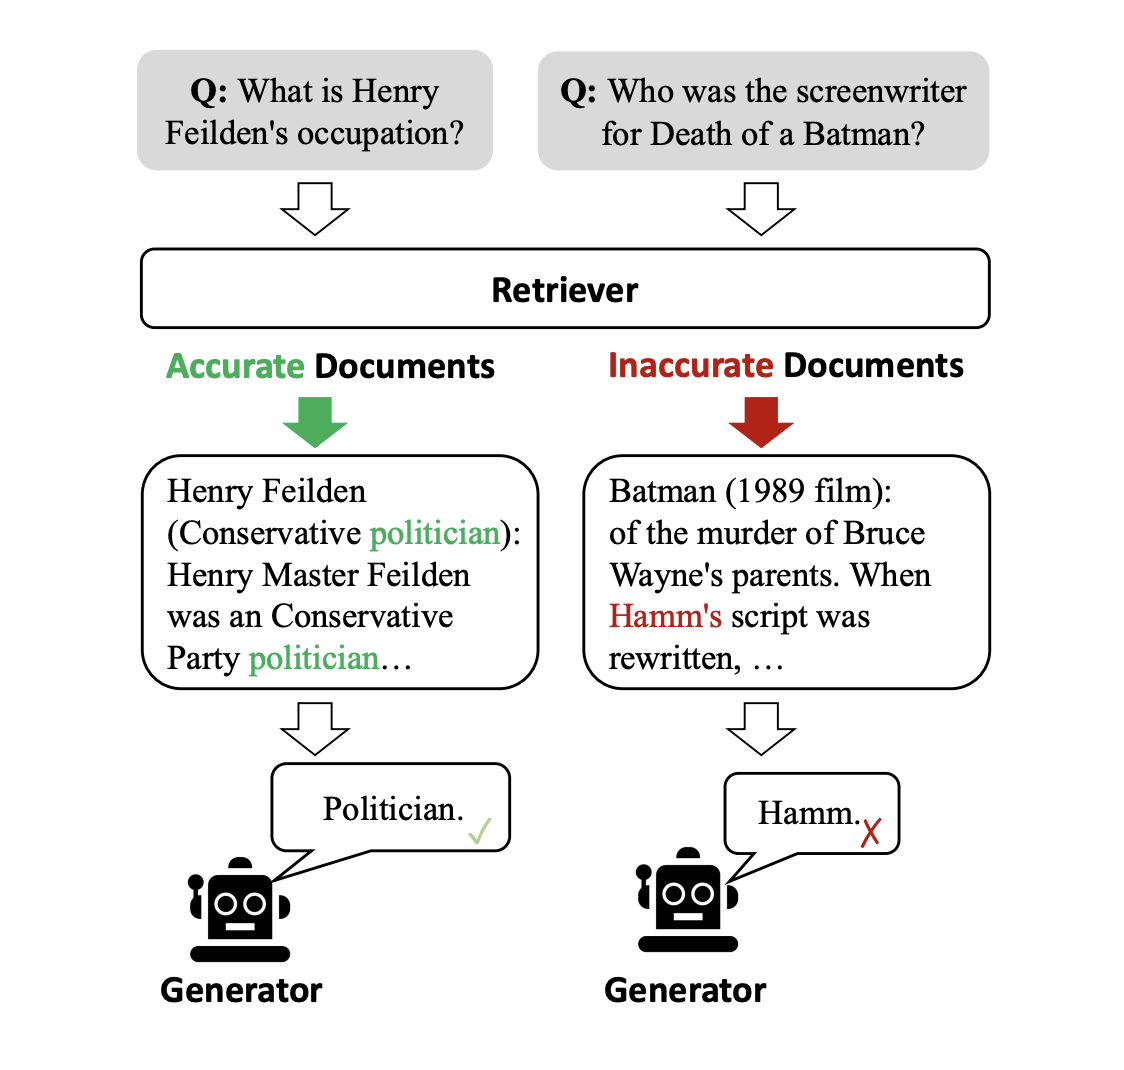 Q: What is Henry
Feilden's occupation?
Q: Who was the screenwriter
for Death of a Batman?
Retriever
Accurate Documents
Inaccurate Documents
Henry Feilden
(Conservative politician):
Henry Master Feilden
was an Conservative
Party politician…
Batman (1989 film):
of the murder of Bruce
Wayne's parents. When
Hamm's script was
rewritten, …
Politician.
Hamm.
Generator
Generator